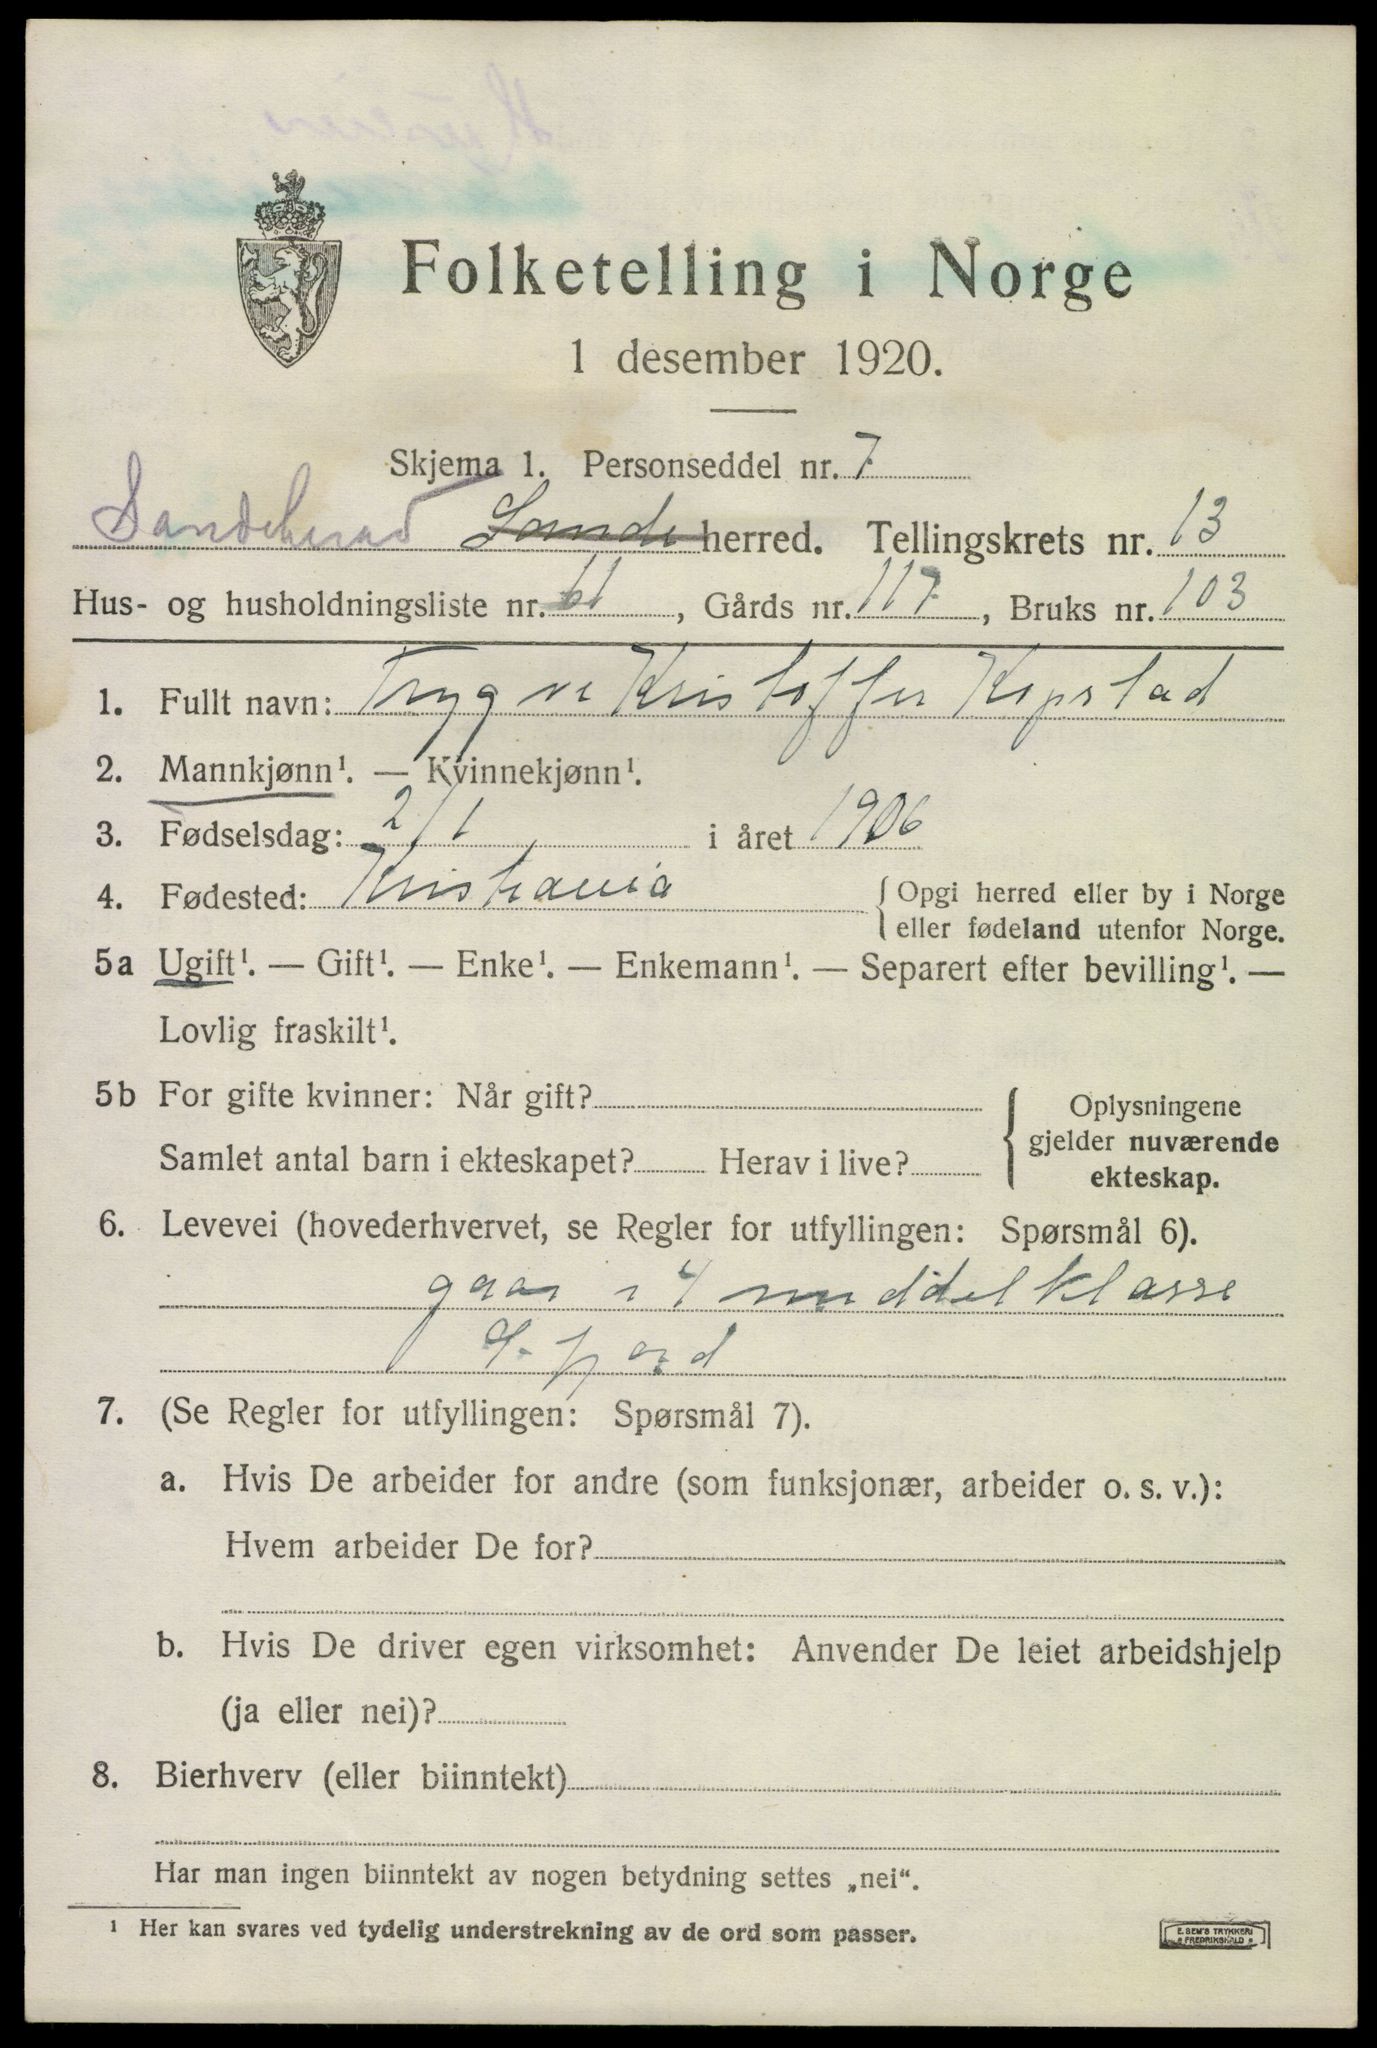 Folketelling i Norge
1 desember 1920.
Skjema 1. Personseddel nr. 7
Sandeherad Sande herred. Tellingskrets nr. 13
Hus- og husholdningsliste nr. 61, Gårds nr. 117, Bruks nr. 103
1. Fullt navn: Trygve Kristoffer Kopstad
2. Mannkjønn¹. — Kvinnekjønn¹.
3. Fødselsdag: 2/1 i året 1906
4. Fødested: Kristiania { Opgi herred eller by i Norge
eller fødeland utenfor Norge.
5a Ugift¹. — Gift¹. — Enke¹. — Enkemann¹. — Separert efter bevilling¹. —
Lovlig fraskilt¹.
5b For gifte kvinner: Når gift? { Oplysningene
gjelder nuværende
Samlet antal barn i ekteskapet? Herav i live?
ekteskap.
6. Levevei (hovederhvervet, se Regler for utfyllingen: Spørsmål 6).
gaar i 4 middelklasse
S. fjord
7. (Se Regler for utfyllingen: Spørsmål 7).
a. Hvis De arbeider for andre (som funksjonær, arbeider o. s. v.):
Hvem arbeider De for?
b. Hvis De driver egen virksomhet: Anvender De leiet arbeidshjelp
(ja eller nei)?
8. Bierhverv (eller biinntekt)
Har man ingen biinntekt av nogen betydning settes „nei“.
¹ Her kan svares ved tydelig understrekning av de ord som passer.
E. SEM'S TRYKKERI
FREDRIKSHALD